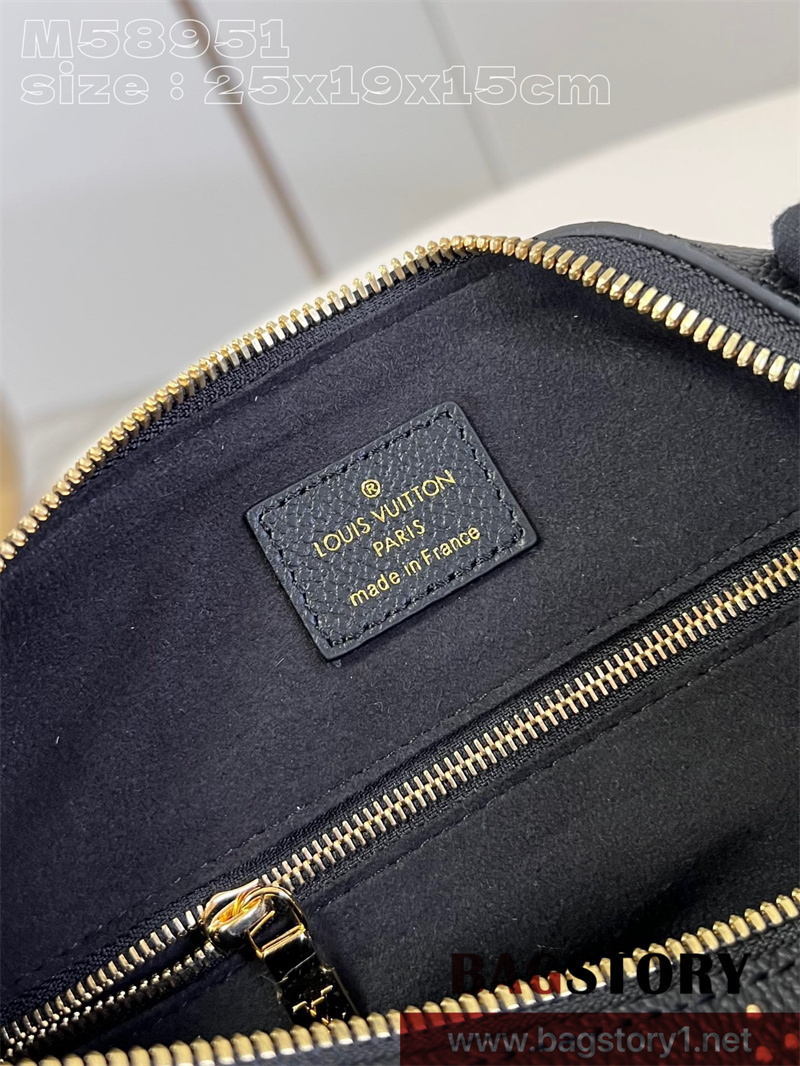 M58951
size：25x19x15cm
®
LOUIS VUITTON
PARIS
made in France
BAGSTORY
www.bagstory1.net